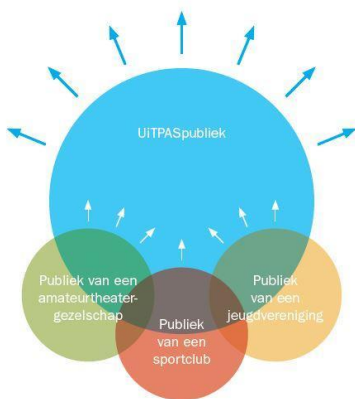 UiTPASpubliek
Publiek van een
amateurtheater-
gezelschap
Publiek
van een
sportclub
Publiek
van een
jeugdvereniging